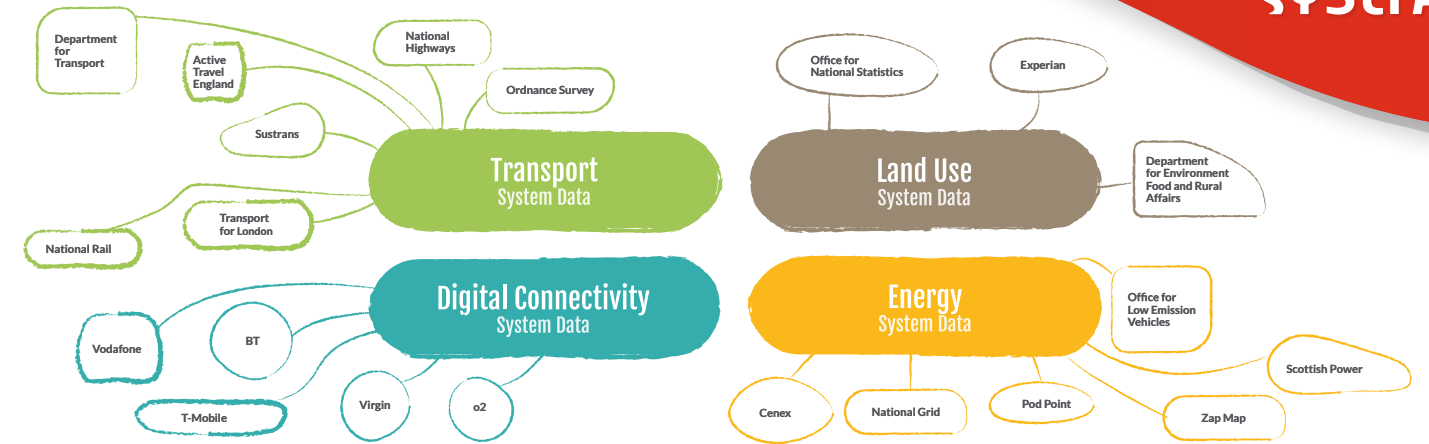 Department
for
Transport
Active
Travel
England
National
Highways
Ordnance Survey
Sustrans
Transport
System Data
National Rail
Transport
for London
Office for
National Statistics
Experian
Land Use
System Data
Department
for Environment
Food and Rural
Affairs
Digital Connectivity
System Data
Vodafone
BT
T-Mobile
Virgin
o2
Energy
System Data
Office for
Low Emission
Vehicles
Scottish Power
Cenex
National Grid
Pod Point
Zap Map